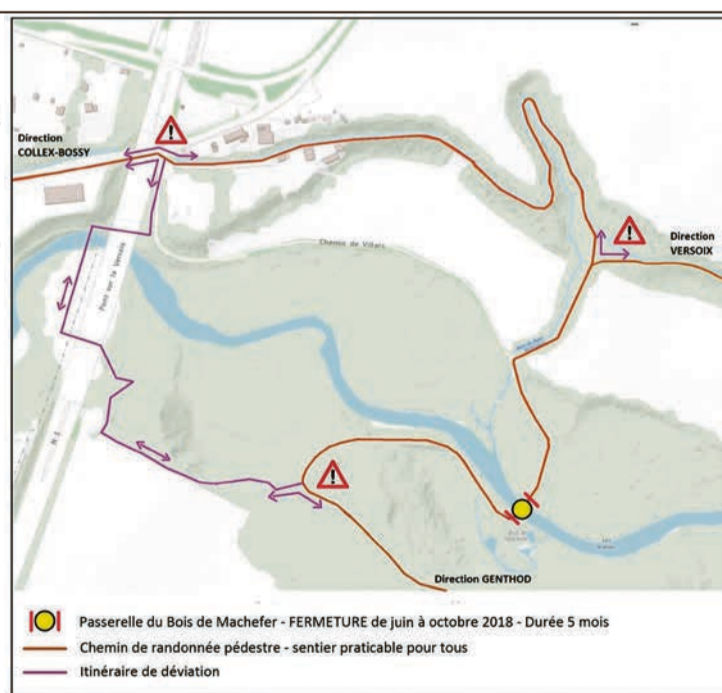 Direction
COLLEX-BOSSY
Direction
VERSOIX
Chemin de Villars
Pont sur la Versoix
N 1
Direction GENTHOD
Passerelle du Bois de Machefer - FERMETURE de juin à octobre 2018 - Durée 5 mois
Chemin de randonnée pédestre - sentier praticable pour tous
Itinéraire de déviation